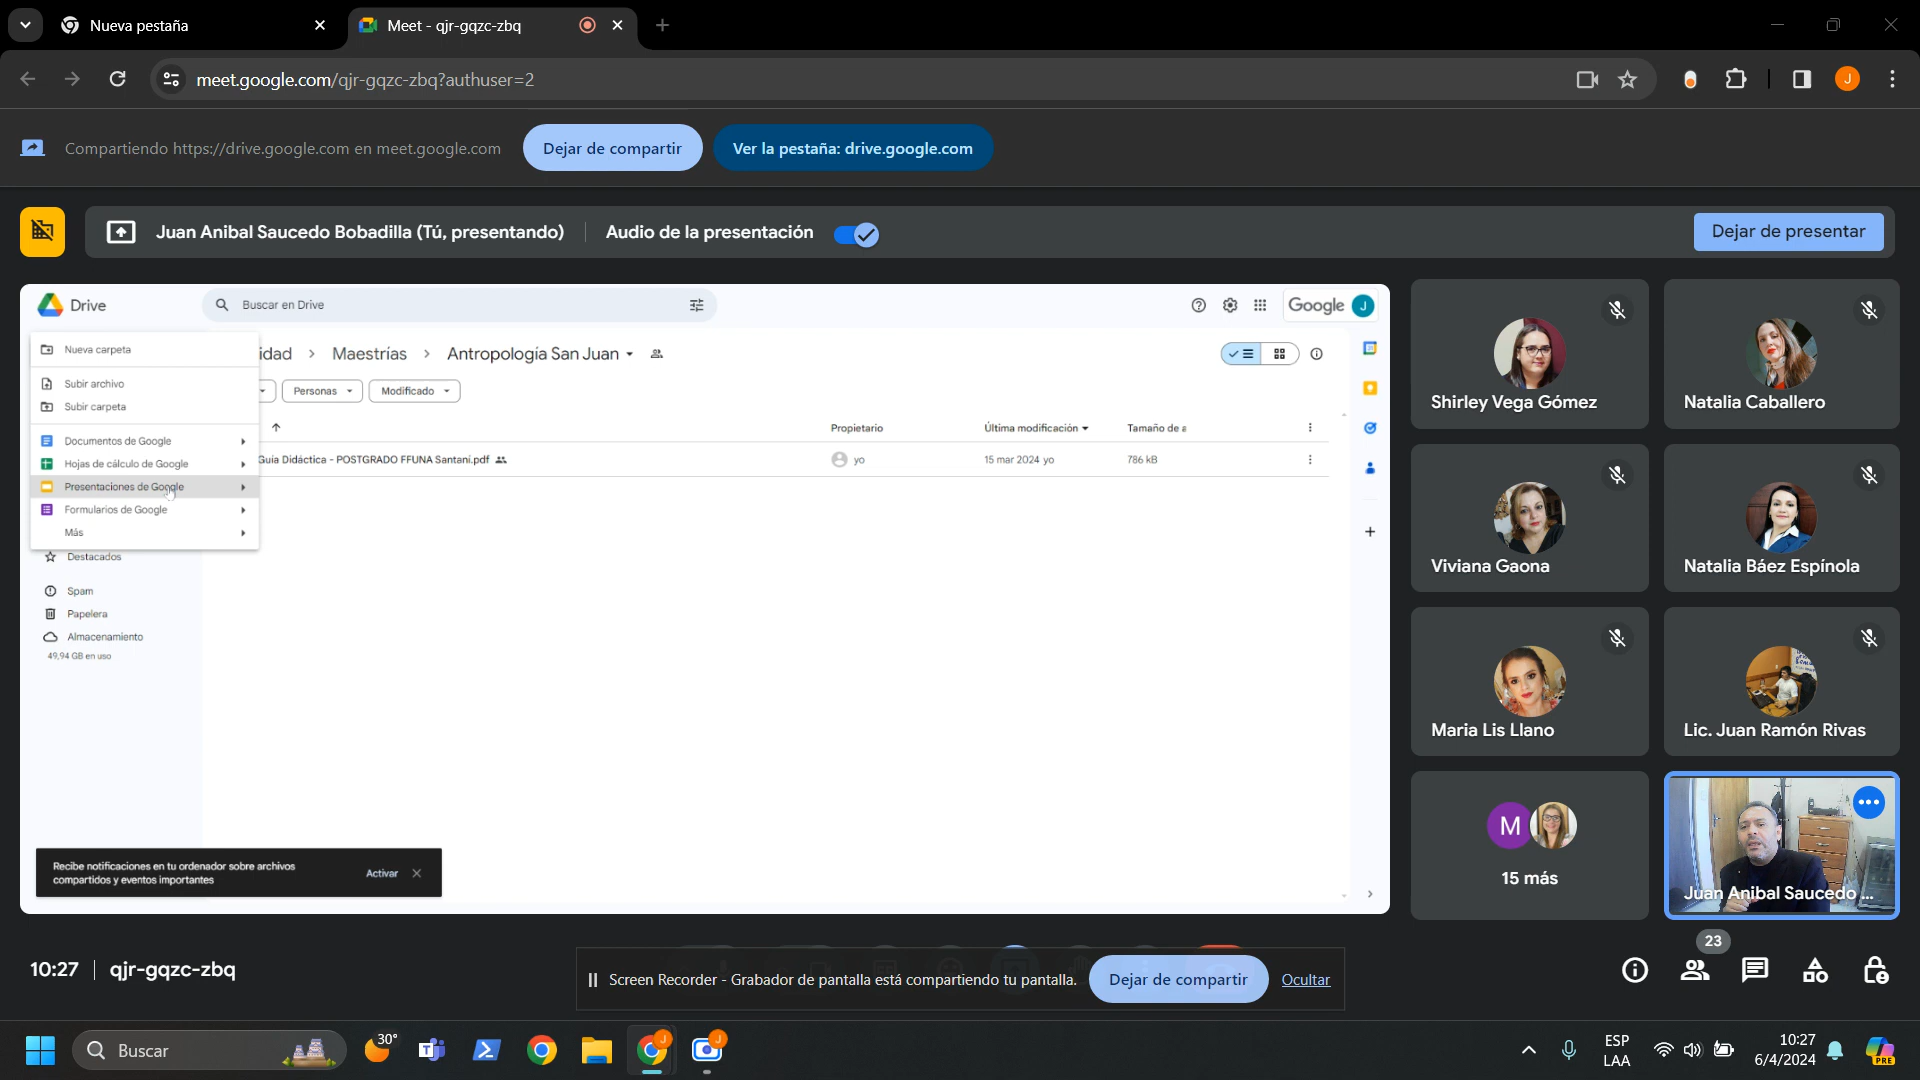 Nueva pestaña
Meet - qjr-gqzc-zbq
meet.google.com/qjr-gqzc-zbq?authuser=2
J
Compartiendo https://drive.google.com en meet.google.com
Dejar de compartir
Ver la pestaña: drive.google.com
Juan Anibal Saucedo Bobadilla (Tú, presentando)
Audio de la presentación
Dejar de presentar
Drive
Buscar en Drive
Google
J
Nueva carpeta
Subir archivo
Subir carpeta
Documentos de Google
Hojas de cálculo de Google
Presentaciones de Google
Formularios de Google
Más
idad > Maestrías > Antropología San Juan
Personas
Modificado
Propietario
Última modificación
Tamaño de a
Guía Didáctica - POSTGRADO FFUNA Santaní.pdf
yo
15 mar 2024 yo
786 kB
Destacados
Spam
Papelera
Almacenamiento
49,94 GB en uso
Recibe notificaciones en tu ordenador sobre archivos
compartidos y eventos importantes
Activar
Shirley Vega Gómez
Natalia Caballero
Viviana Gaona
Natalia Báez Espínola
Maria Lis Llano
Lic. Juan Ramón Rivas
M
15 más
Juan Anibal Saucedo ...
10:27
qjr-gqzc-zbq
Screen Recorder - Grabador de pantalla está compartiendo tu pantalla.
Dejar de compartir
Ocultar
23
Buscar
30°
J
J
ESP
LAA
10:27
6/4/2024
PRE